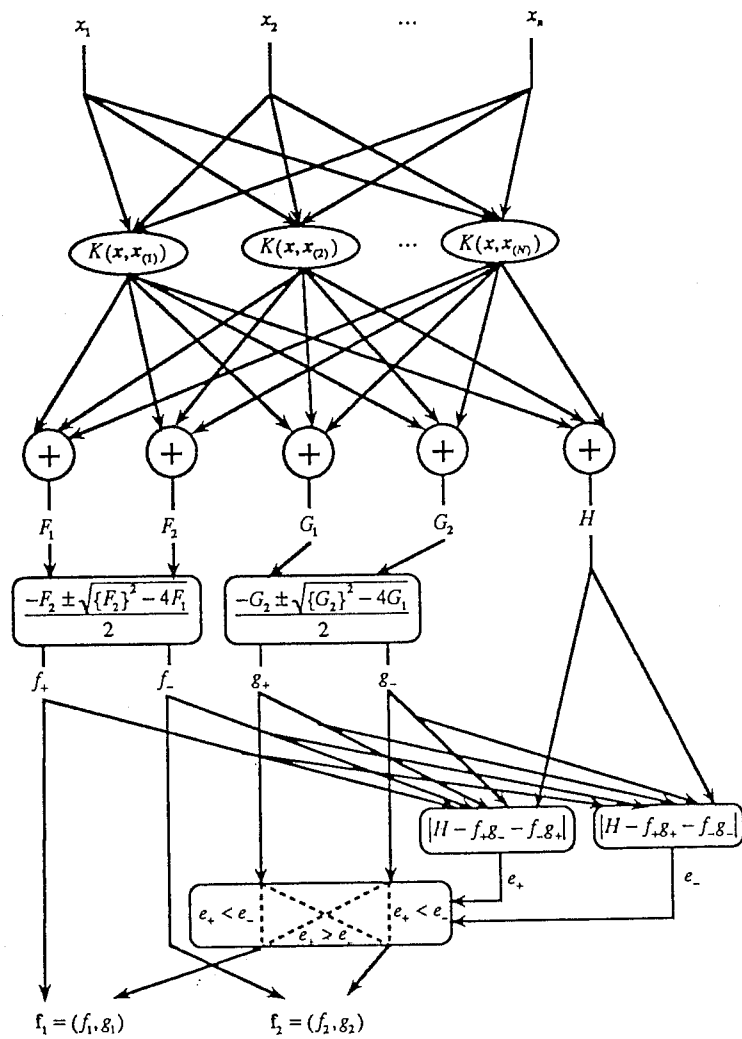 x₁ x₂ ... xₙ
K(x, x₍₁₎) K(x, x₍₂₎) ... K(x, x₍N₎)
+ + + + +
F₁ F₂ G₁ G₂ H
(−F₂ ± √({F₂}² − 4F₁)) / 2 (−G₂ ± √({G₂}² − 4G₁)) / 2
f₊ f₋ g₊ g₋
|H − f₊g₋ − f₋g₊| |H − f₊g₊ − f₋g₋|
e₊ e₋
e₊ < e₋ e₊ > e₋ e₊ < e₋
f₁ = (f₁, g₁) f₂ = (f₂, g₂)